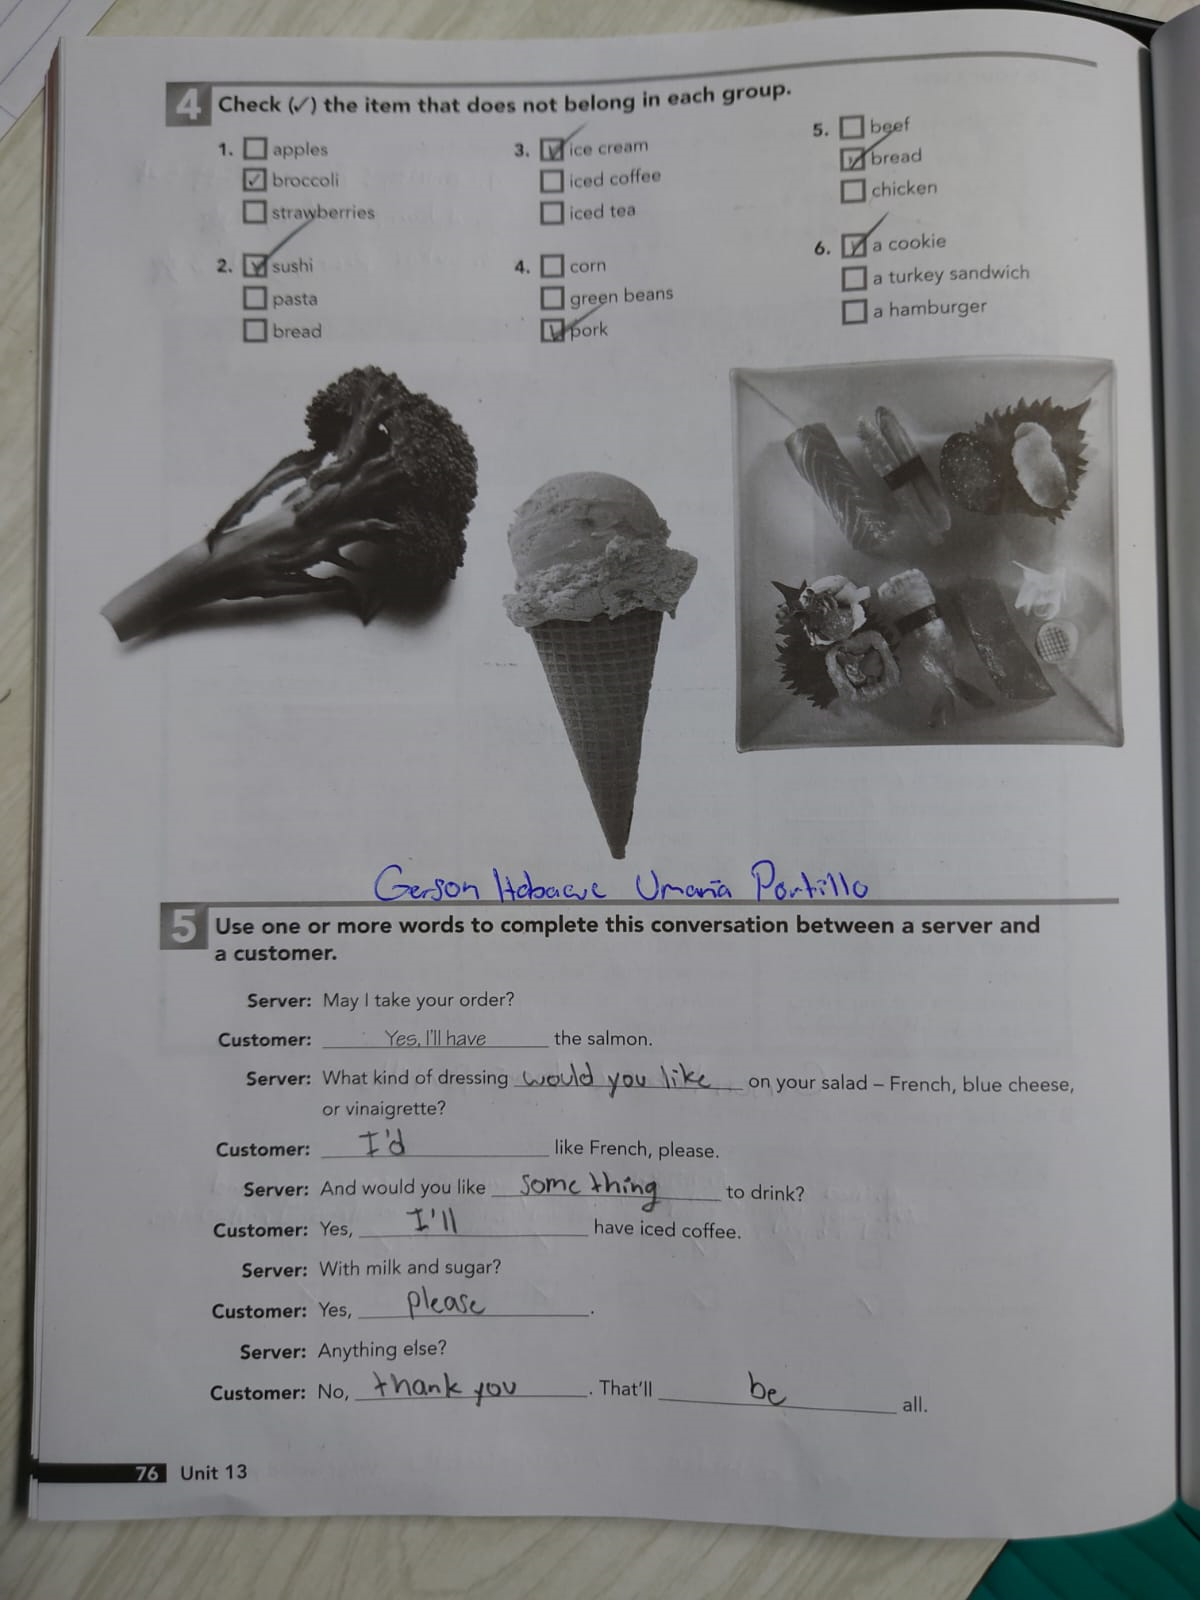 4 Check (✓) the item that does not belong in each group.
1. ☐ apples
☑ broccoli
☐ strawberries
2. ☑ sushi
☐ pasta
☐ bread
3. ☑ ice cream
☐ iced coffee
☐ iced tea
4. ☐ corn
☐ green beans
☑ pork
5. ☐ beef
☑ bread
☐ chicken
6. ☑ a cookie
☐ a turkey sandwich
☐ a hamburger
Gerson Umaña Portillo
5 Use one or more words to complete this conversation between a server and
a customer.
Server: May I take your order?
Customer: Yes, I'll have the salmon.
Server: What kind of dressing would you like on your salad – French, blue cheese,
or vinaigrette?
Customer: I'd like French, please.
Server: And would you like something to drink?
Customer: Yes, I'll have iced coffee.
Server: With milk and sugar?
Customer: Yes, please.
Server: Anything else?
Customer: No, thank you. That'll be all.
76 Unit 13